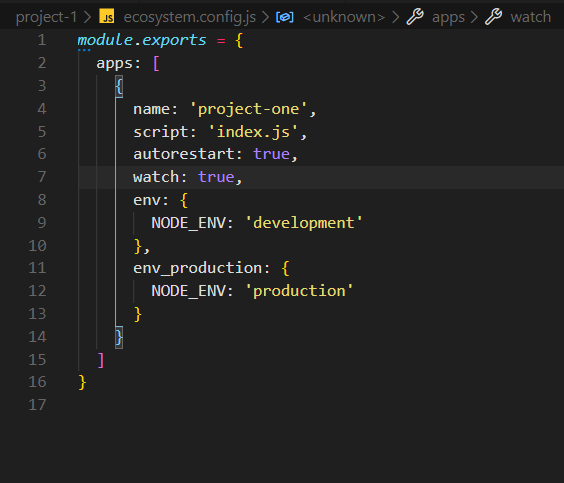 project-1 > JS ecosystem.config.js > <unknown> > apps > watch
1 module.exports = {
2 apps: [
3 {
4 name: 'project-one',
5 script: 'index.js',
6 autorestart: true,
7 watch: true,
8 env: {
9 NODE_ENV: 'development'
10 },
11 env_production: {
12 NODE_ENV: 'production'
13 }
14 }
15 ]
16 }
17